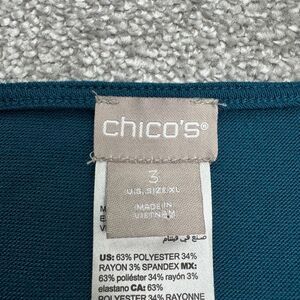 chico's®
3
U.S. SIZE: XL
MADE IN
VIETNAM
صنع في فيتنام
US: 63% POLYESTER 34%
RAYON 3% SPANDEX MX:
63% poliéster 34% rayón 3%
elastano CA: 63%
POLYESTER 34% RAYONNE